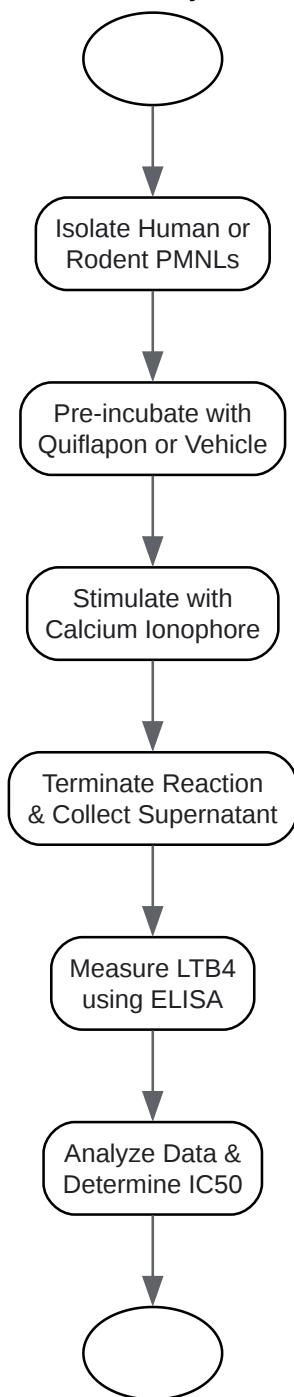 Isolate Human or
Rodent PMNLs
Pre-incubate with
Quiflapon or Vehicle
Stimulate with
Calcium Ionophore
Terminate Reaction
& Collect Supernatant
Measure LTB4
using ELISA
Analyze Data &
Determine IC50